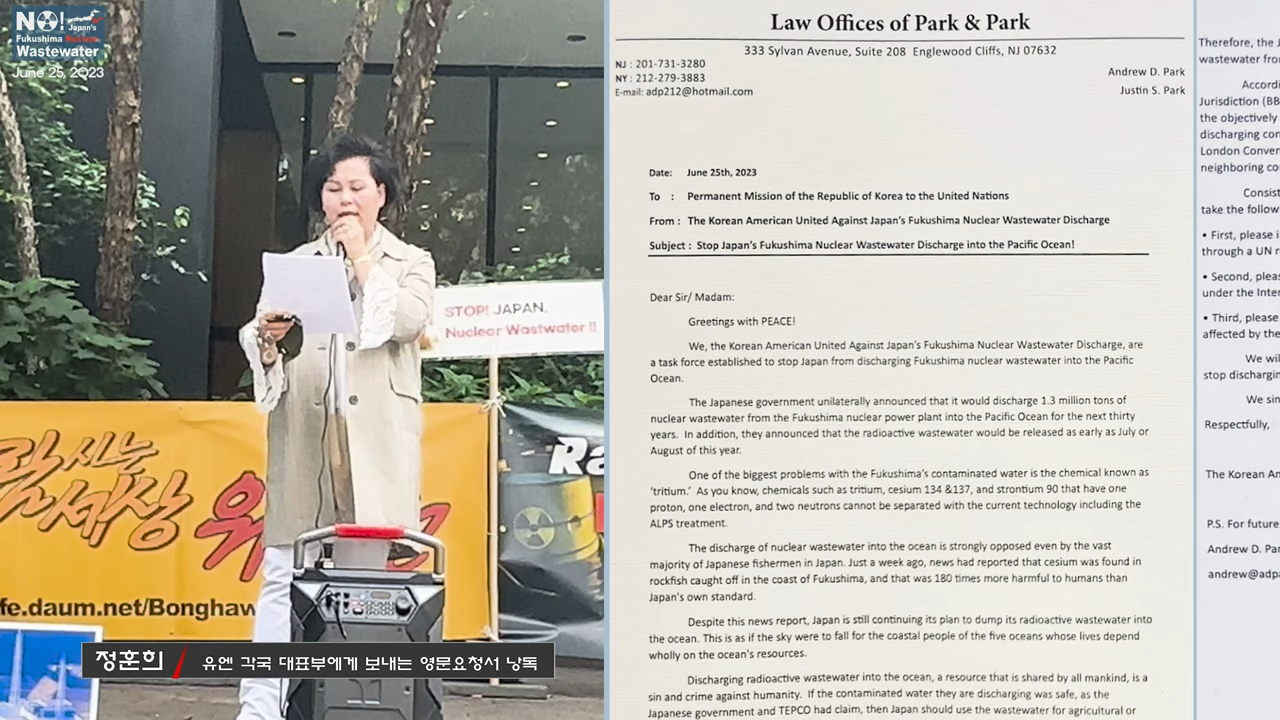 NO! Japan's
Fukushima Nuclear
Wastewater
June 25, 2023
STOP! JAPAN,
Nuclear Wastwater !!
세상
Ra
fe.daum.net/Bonghaw
정훈희 / 유엔 각국 대표부에게 보내는 영문요청서 낭독
Law Offices of Park & Park
333 Sylvan Avenue, Suite 208 Englewood Cliffs, NJ 07632
NJ : 201-731-3280
NY : 212-279-3883
E-mail: adp212@hotmail.com
Andrew D. Park
Justin S. Park
Date: June 25th, 2023
To : Permanent Mission of the Republic of Korea to the United Nations
From : The Korean American United Against Japan's Fukushima Nuclear Wastewater Discharge
Subject : Stop Japan's Fukushima Nuclear Wastewater Discharge into the Pacific Ocean!
Dear Sir/ Madam:
Greetings with PEACE!
We, the Korean American United Against Japan's Fukushima Nuclear Wastewater Discharge, are
a task force established to stop Japan from discharging Fukushima nuclear wastewater into the Pacific
Ocean.
The Japanese government unilaterally announced that it would discharge 1.3 million tons of
nuclear wastewater from the Fukushima nuclear power plant into the Pacific Ocean for the next thirty
years. In addition, they announced that the radioactive wastewater would be released as early as July or
August of this year.
One of the biggest problems with the Fukushima's contaminated water is the chemical known as
'tritium.' As you know, chemicals such as tritium, cesium 134 &137, and strontium 90 that have one
proton, one electron, and two neutrons cannot be separated with the current technology including the
ALPS treatment.
The discharge of nuclear wastewater into the ocean is strongly opposed even by the vast
majority of Japanese fishermen in Japan. Just a week ago, news had reported that cesium was found in
rockfish caught off in the coast of Fukushima, and that was 180 times more harmful to humans than
Japan's own standard.
Despite this news report, Japan is still continuing its plan to dump its radioactive wastewater into
the ocean. This is as if the sky were to fall for the coastal people of the five oceans whose lives depend
wholly on the ocean's resources.
Discharging radioactive wastewater into the ocean, a resource that is shared by all mankind, is a
sin and crime against humanity. If the contaminated water they are discharging was safe, as the
Japanese government and TEPCO had claim, then Japan should use the wastewater for agricultural or
Therefore, the J
wastewater fro
Accordi
Jurisdiction (BB
the objectively
discharging con
London Conven
neighboring co
Consist
take the follow
• First, please i
through a UN r
• Second, pleas
under the Inter
• Third, please
affected by the
We wil
stop dischargin
We sin
Respectfully,
The Korean An
P.S. For future
Andrew D. Par
andrew@adpa